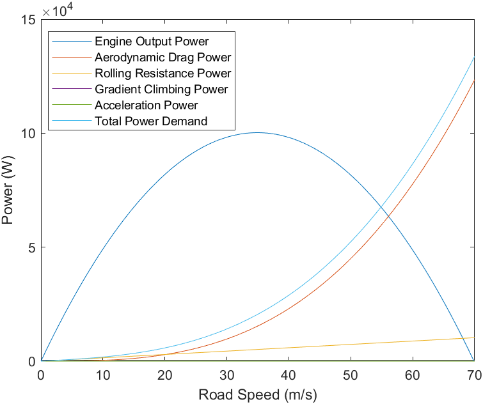 ×10⁴
15
10
5
0
Power (W)
Engine Output Power
Aerodynamic Drag Power
Rolling Resistance Power
Gradient Climbing Power
Acceleration Power
Total Power Demand
0 10 20 30 40 50 60 70
Road Speed (m/s)